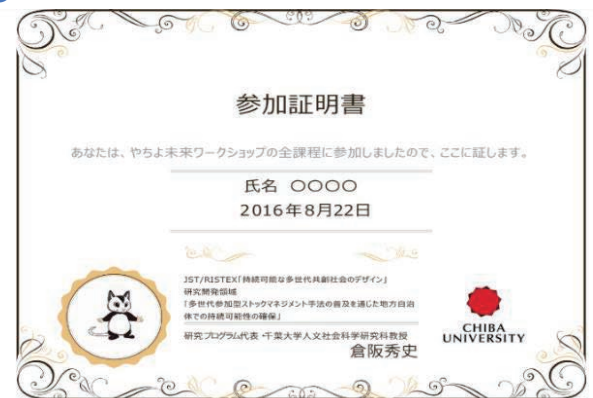 参加証明書
あなたは、やちよ未来ワークショップの全課程に参加しましたので、ここに証します。
氏名 〇〇〇〇
2016年8月22日
JST/RISTEX「持続可能な多世代共創社会のデザイン」
研究開発領域
「多世代参加型ストックマネジメント手法の普及を通じた地方自治
体での持続可能性の確保」
研究プログラム代表・千葉大学人文社会科学研究科教授
倉阪秀史
CHIBA
UNIVERSITY